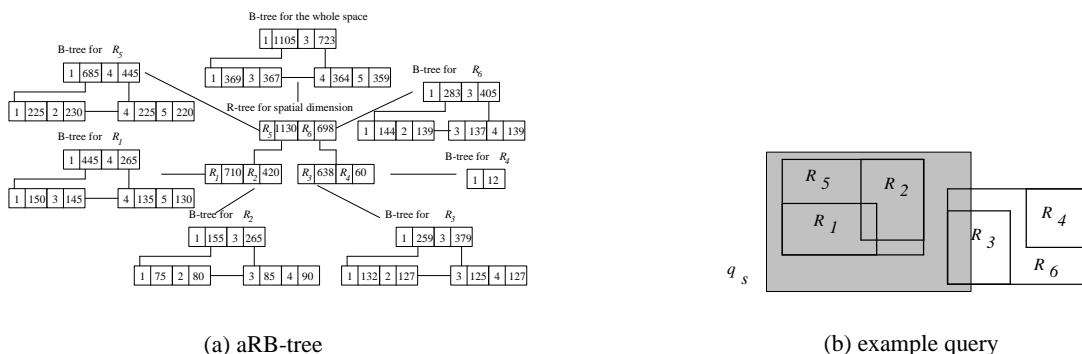 B-tree for the whole space
1 1105 3 723
B-tree for R5
1 685 4 445
1 369 3 367
4 364 5 359
B-tree for R6
1 283 3 405
1 225 2 230
4 225 5 220
R-tree for spatial dimension
R5 1130 R6 698
1 144 2 139
3 137 4 139
B-tree for R1
1 445 4 265
R1 710 R2 420
R3 638 R4 60
B-tree for R4
1 12
1 150 3 145
4 135 5 130
B-tree for R2
1 155 3 265
B-tree for R3
1 259 3 379
1 75 2 80
3 85 4 90
1 132 2 127
3 125 4 127
R5
R2
R1
R3
R4
R6
qs
(a) aRB-tree
(b) example query